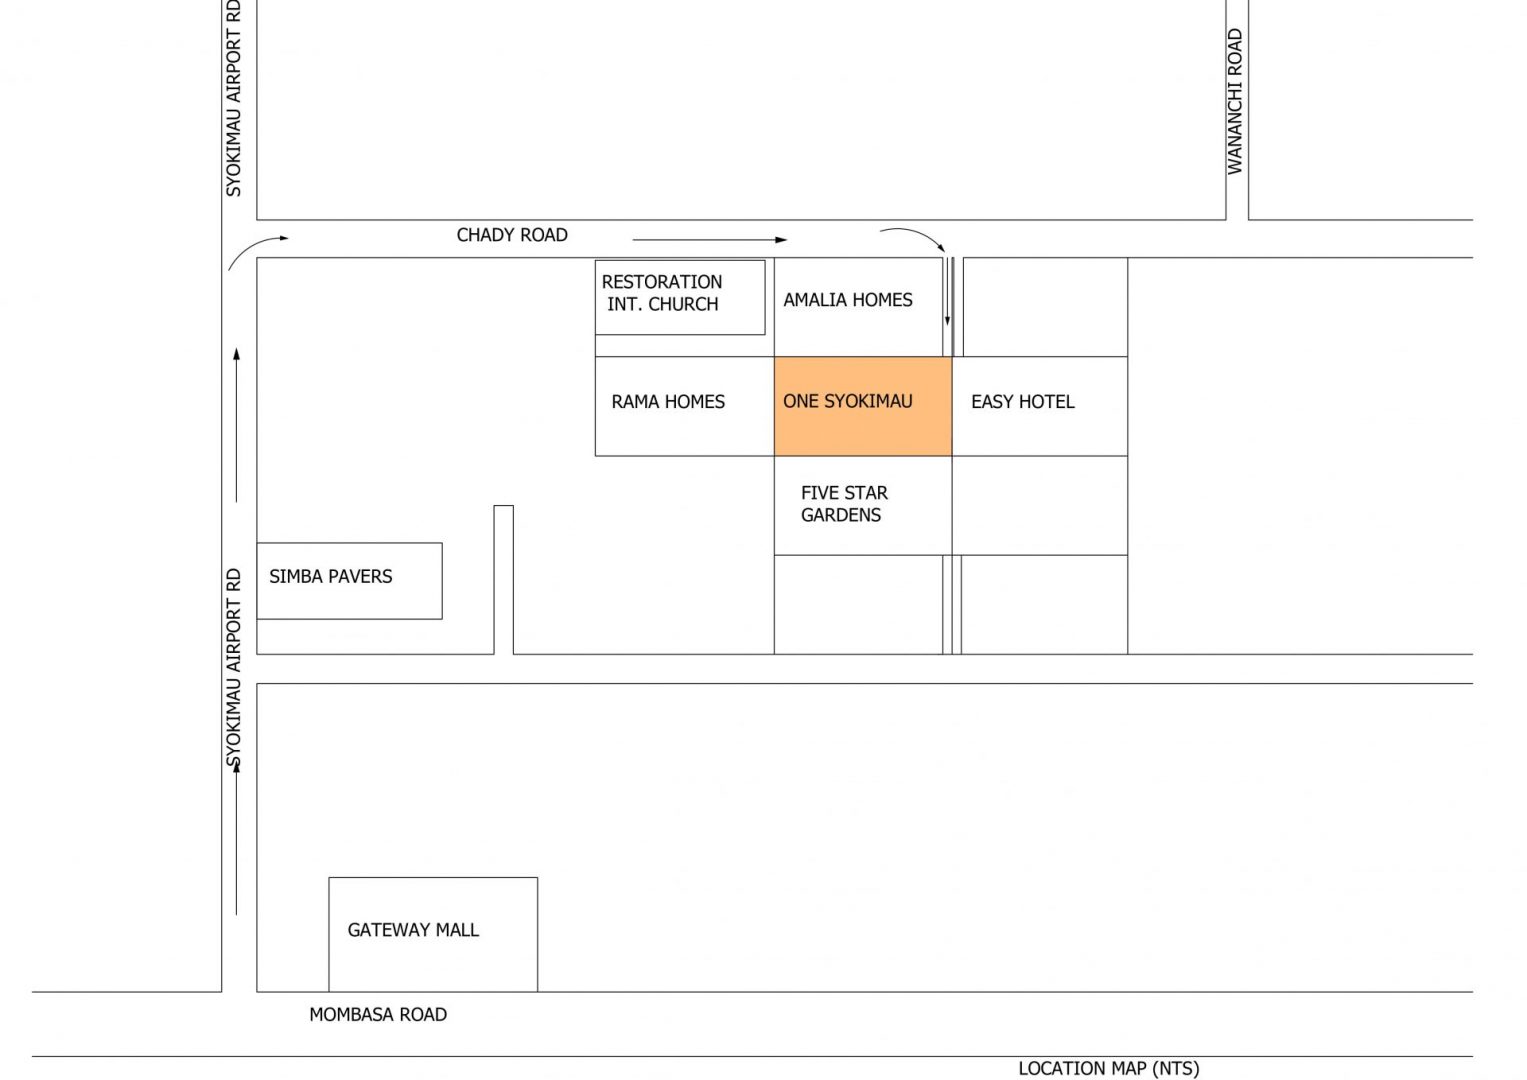 SYOKIMAU AIRPORT RD
WANANCHI ROAD
CHADY ROAD
RESTORATION
INT. CHURCH
AMALIA HOMES
RAMA HOMES
ONE SYOKIMAU
EASY HOTEL
FIVE STAR
GARDENS
SIMBA PAVERS
SYOKIMAU AIRPORT RD
GATEWAY MALL
MOMBASA ROAD
LOCATION MAP (NTS)